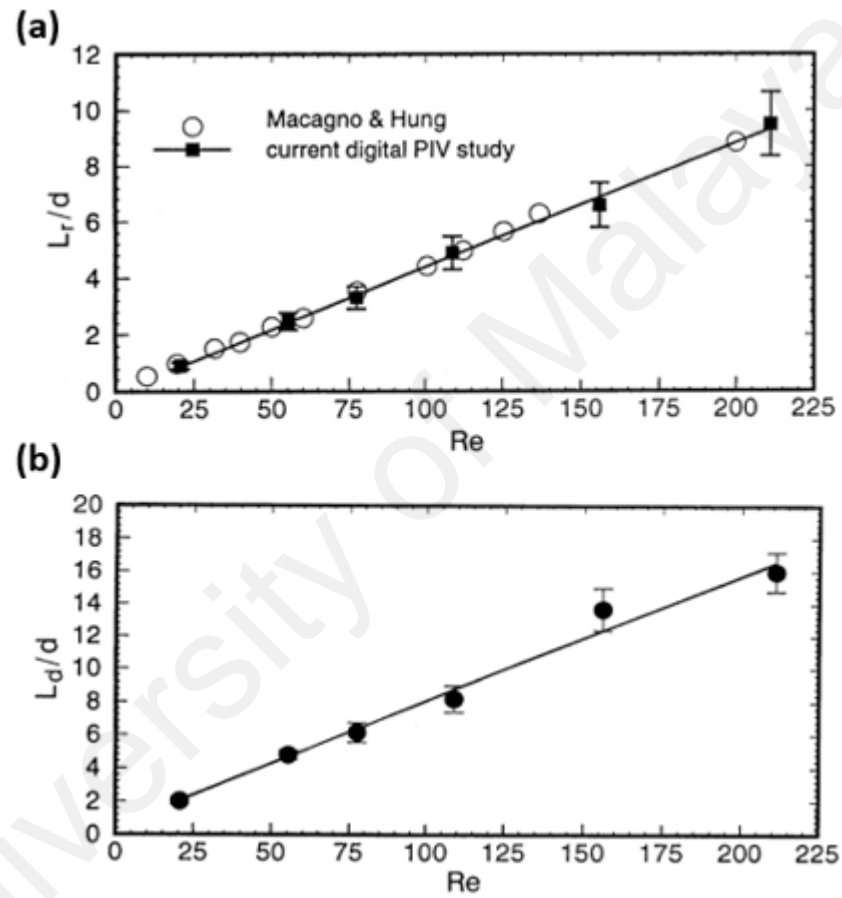 (a)
12
10
8
6
4
2
0
L_r/d
Macagno & Hung
current digital PIV study
0 25 50 75 100 125 150 175 200 225
Re
(b)
20
18
16
14
12
10
8
6
4
2
0
L_d/d
0 25 50 75 100 125 150 175 200 225
Re
University of Malaya